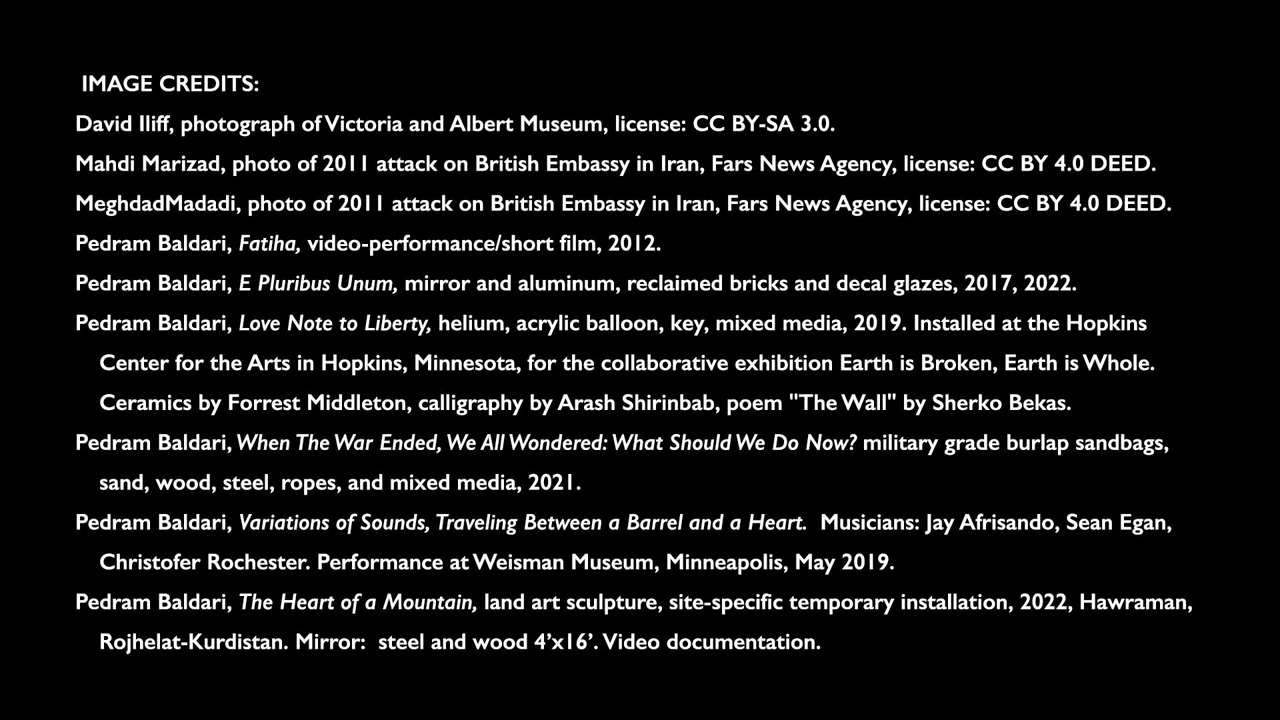 IMAGE CREDITS:
David Iliff, photograph of Victoria and Albert Museum, license: CC BY-SA 3.0.
Mahdi Marizad, photo of 2011 attack on British Embassy in Iran, Fars News Agency, license: CC BY 4.0 DEED.
MeghdadMadadi, photo of 2011 attack on British Embassy in Iran, Fars News Agency, license: CC BY 4.0 DEED.
Pedram Baldari, Fatiha, video-performance/short film, 2012.
Pedram Baldari, E Pluribus Unum, mirror and aluminum, reclaimed bricks and decal glazes, 2017, 2022.
Pedram Baldari, Love Note to Liberty, helium, acrylic balloon, key, mixed media, 2019. Installed at the Hopkins
Center for the Arts in Hopkins, Minnesota, for the collaborative exhibition Earth is Broken, Earth is Whole.
Ceramics by Forrest Middleton, calligraphy by Arash Shirinbab, poem "The Wall" by Sherko Bekas.
Pedram Baldari, When The War Ended, We All Wondered: What Should We Do Now? military grade burlap sandbags,
sand, wood, steel, ropes, and mixed media, 2021.
Pedram Baldari, Variations of Sounds, Traveling Between a Barrel and a Heart.  Musicians: Jay Afrisando, Sean Egan,
Christofer Rochester. Performance at Weisman Museum, Minneapolis, May 2019.
Pedram Baldari, The Heart of a Mountain, land art sculpture, site-specific temporary installation, 2022, Hawraman,
Rojhelat-Kurdistan. Mirror:  steel and wood 4’x16’. Video documentation.